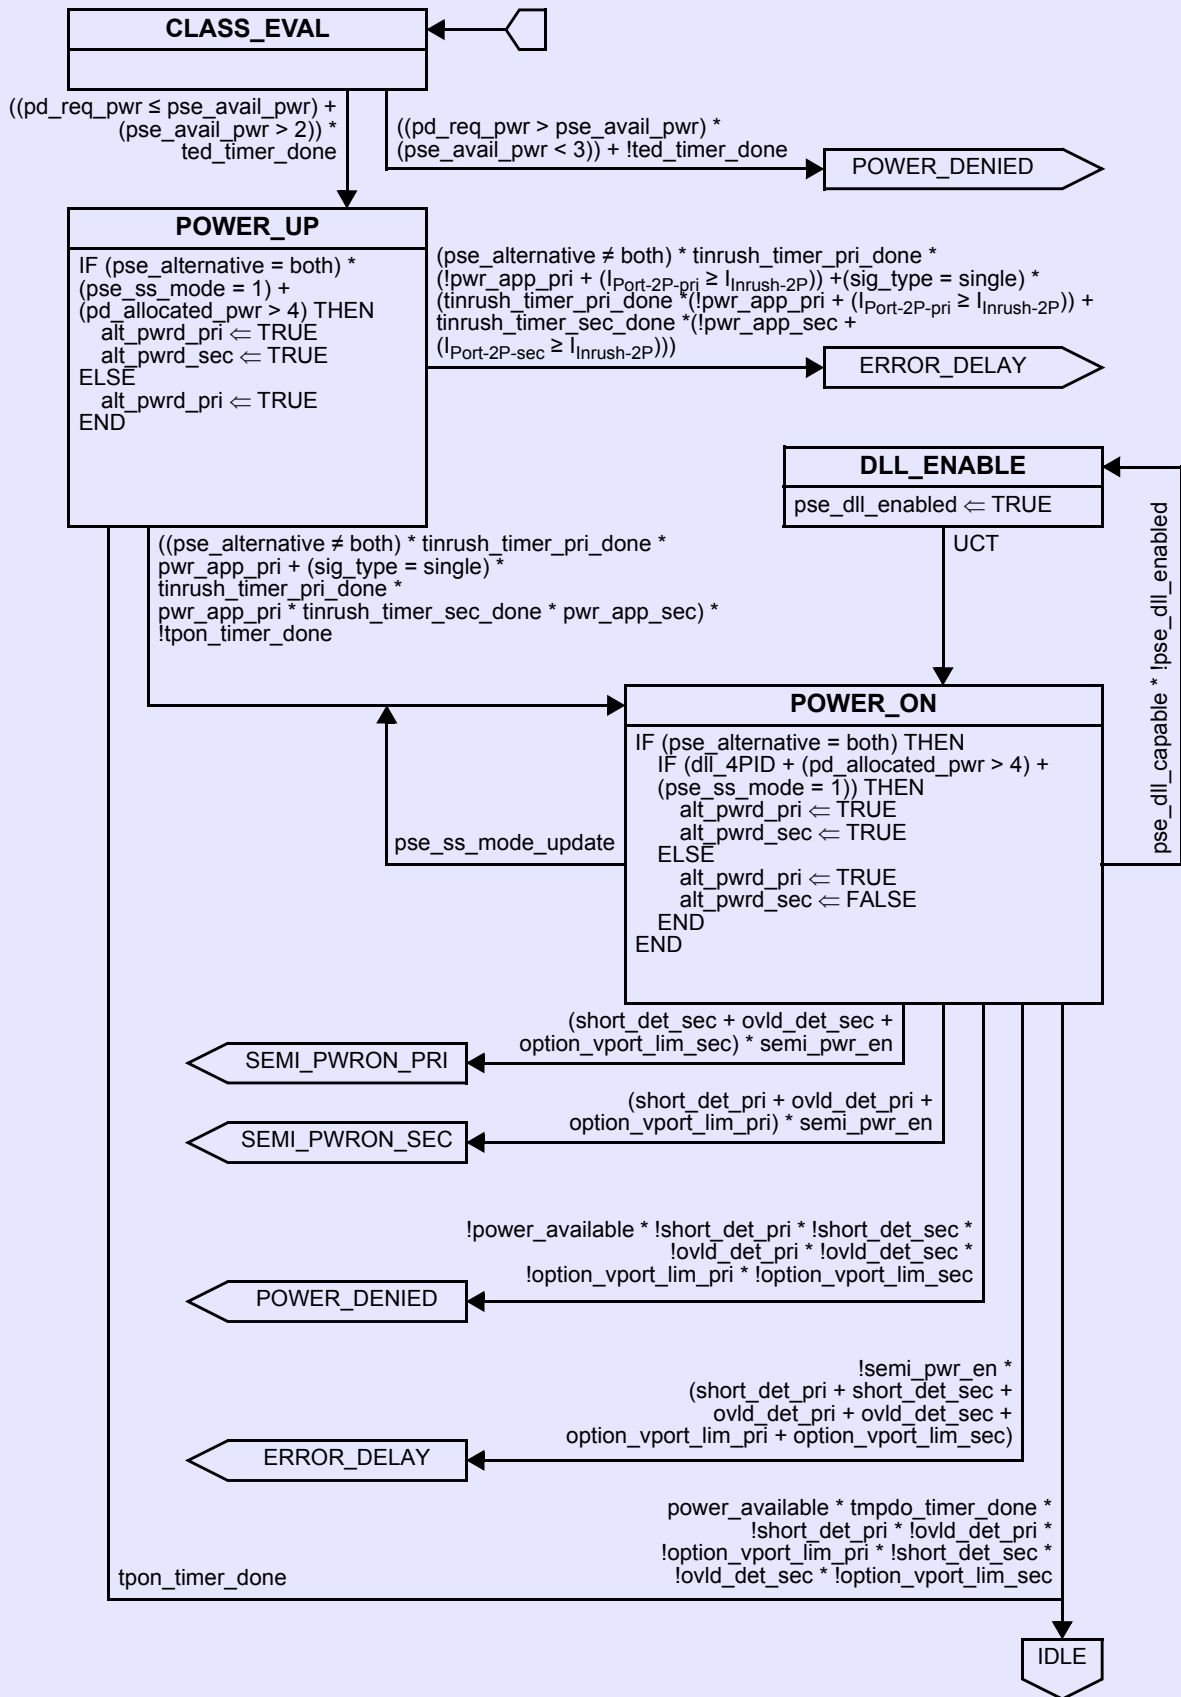 CLASS_EVAL
((pd_req_pwr ≤ pse_avail_pwr) +
(pse_avail_pwr > 2)) *
ted_timer_done
((pd_req_pwr > pse_avail_pwr) *
(pse_avail_pwr < 3)) + !ted_timer_done
POWER_DENIED
POWER_UP
IF (pse_alternative = both) *
(pse_ss_mode = 1) +
(pd_allocated_pwr > 4) THEN
alt_pwrd_pri ⇐ TRUE
alt_pwrd_sec ⇐ TRUE
ELSE
alt_pwrd_pri ⇐ TRUE
END
(pse_alternative ≠ both) * tinrush_timer_pri_done *
(!pwr_app_pri + (IPort-2P-pri ≥ IInrush-2P)) +(sig_type = single) *
(tinrush_timer_pri_done *(!pwr_app_pri + (IPort-2P-pri ≥ IInrush-2P)) +
tinrush_timer_sec_done *(!pwr_app_sec +
(IPort-2P-sec ≥ IInrush-2P)))
ERROR_DELAY
DLL_ENABLE
pse_dll_enabled ⇐ TRUE
UCT
pse_dll_capable * !pse_dll_enabled
((pse_alternative ≠ both) * tinrush_timer_pri_done *
pwr_app_pri + (sig_type = single) *
tinrush_timer_pri_done *
pwr_app_pri * tinrush_timer_sec_done * pwr_app_sec) *
!tpon_timer_done
POWER_ON
IF (pse_alternative = both) THEN
IF (dll_4PID + (pd_allocated_pwr > 4) +
(pse_ss_mode = 1)) THEN
alt_pwrd_pri ⇐ TRUE
alt_pwrd_sec ⇐ TRUE
ELSE
alt_pwrd_pri ⇐ TRUE
alt_pwrd_sec ⇐ FALSE
END
END
pse_ss_mode_update
(short_det_sec + ovld_det_sec +
option_vport_lim_sec) * semi_pwr_en
SEMI_PWRON_PRI
(short_det_pri + ovld_det_pri +
option_vport_lim_pri) * semi_pwr_en
SEMI_PWRON_SEC
!power_available * !short_det_pri * !short_det_sec *
!ovld_det_pri * !ovld_det_sec *
!option_vport_lim_pri * !option_vport_lim_sec
POWER_DENIED
!semi_pwr_en *
(short_det_pri + short_det_sec +
ovld_det_pri + ovld_det_sec +
option_vport_lim_pri + option_vport_lim_sec)
ERROR_DELAY
power_available * tmpdo_timer_done *
!short_det_pri * !ovld_det_pri *
!option_vport_lim_pri * !short_det_sec *
!ovld_det_sec * !option_vport_lim_sec
tpon_timer_done
IDLE